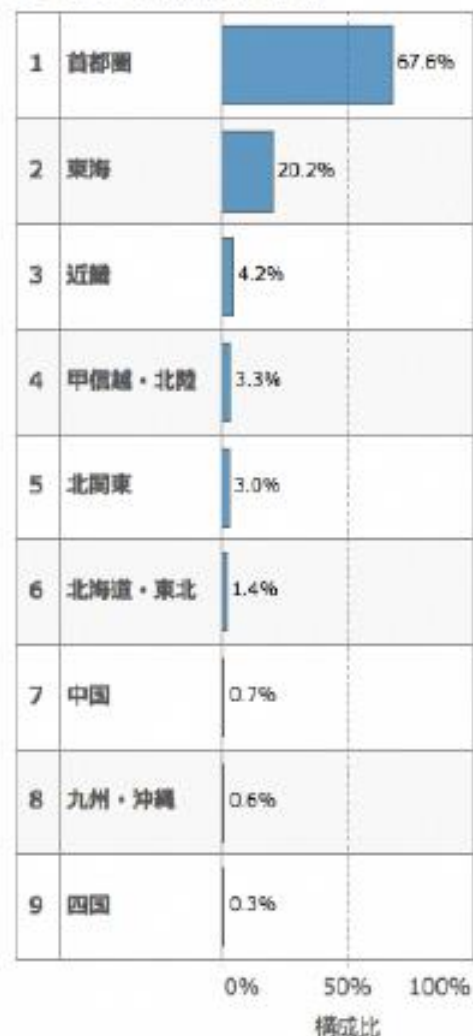 1 首都圏 67.6%
2 東海 20.2%
3 近畿 4.2%
4 甲信越・北陸 3.3%
5 北関東 3.0%
6 北海道・東北 1.4%
7 中国 0.7%
8 九州・沖縄 0.6%
9 四国 0.3%
0% 50% 100%
構成比